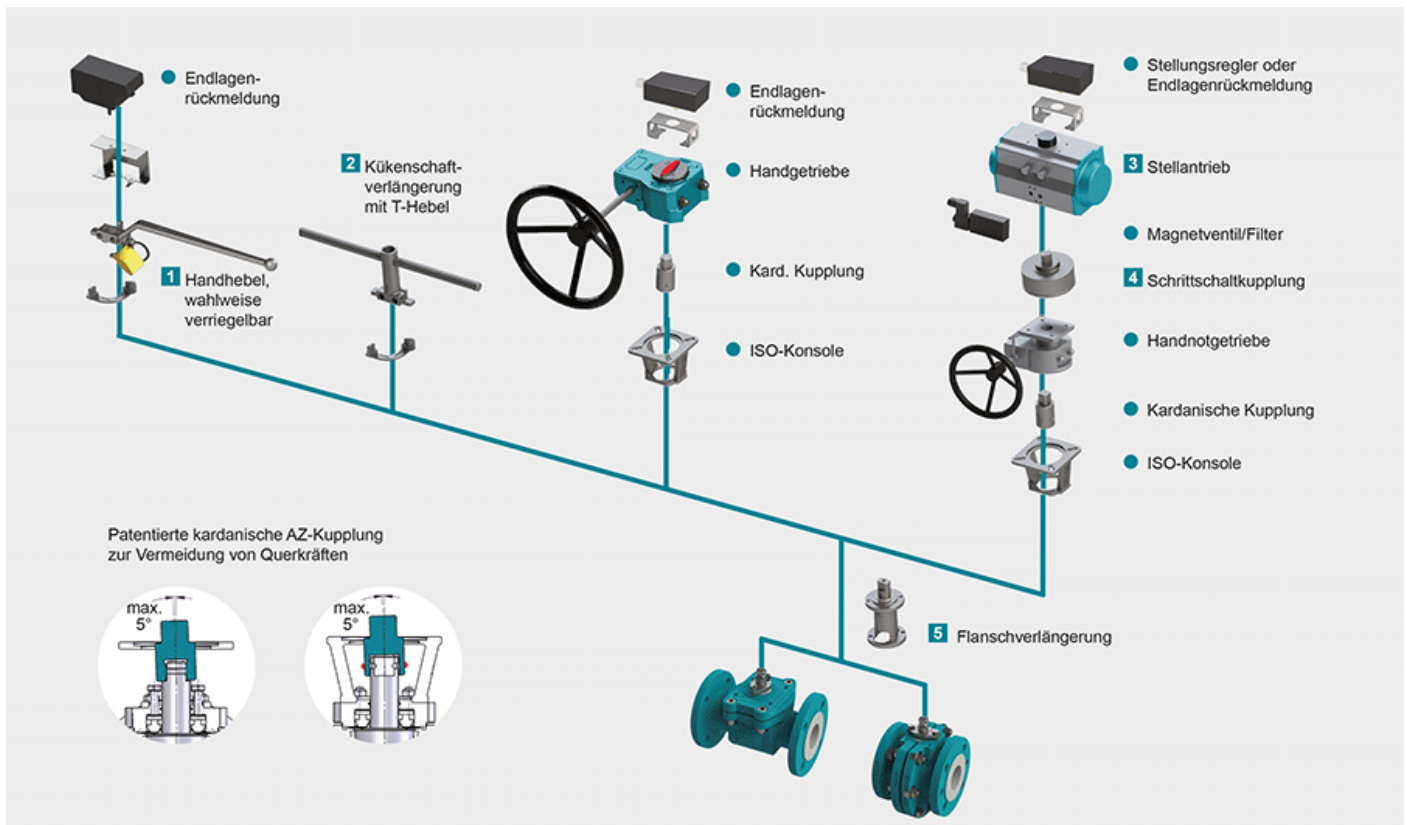 Endlagen-
rückmeldung
1 Handhebel,
wahlweise
verriegelbar
2 Kükenschaft-
verlängerung
mit T-Hebel
Endlagen-
rückmeldung
Handgetriebe
Kard. Kupplung
ISO-Konsole
Stellungsregler oder
Endlagenrückmeldung
3 Stellantrieb
Magnetventil/Filter
4 Schrittschaltkupplung
Handnotgetriebe
Kardanische Kupplung
ISO-Konsole
Patentierte kardanische AZ-Kupplung
zur Vermeidung von Querkräften
max.
5°
max.
5°
5 Flanschverlängerung